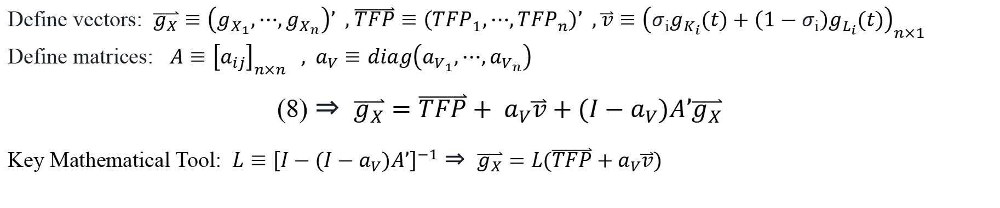 Define vectors: $\overrightarrow{g_X} \equiv (g_{X_1}, \cdots, g_{X_n})’$ , $\overrightarrow{TFP} \equiv (TFP_1, \cdots, TFP_n)’$ , $\vec{v} \equiv (\sigma_i g_{K_i}(t) + (1 - \sigma_i) g_{L_i}(t))_{n \times 1}$
Define matrices: $A \equiv [a_{ij}]_{n \times n}$ , $a_V \equiv diag(a_{V_1}, \cdots, a_{V_n})$
(8) ⇒ $\overrightarrow{g_X} = \overrightarrow{TFP} + a_V \vec{v} + (I - a_V)A’\overrightarrow{g_X}$
Key Mathematical Tool: $L \equiv [I - (I - a_V)A’]^{-1} \Rightarrow \overrightarrow{g_X} = L(\overrightarrow{TFP} + a_V \vec{v})$